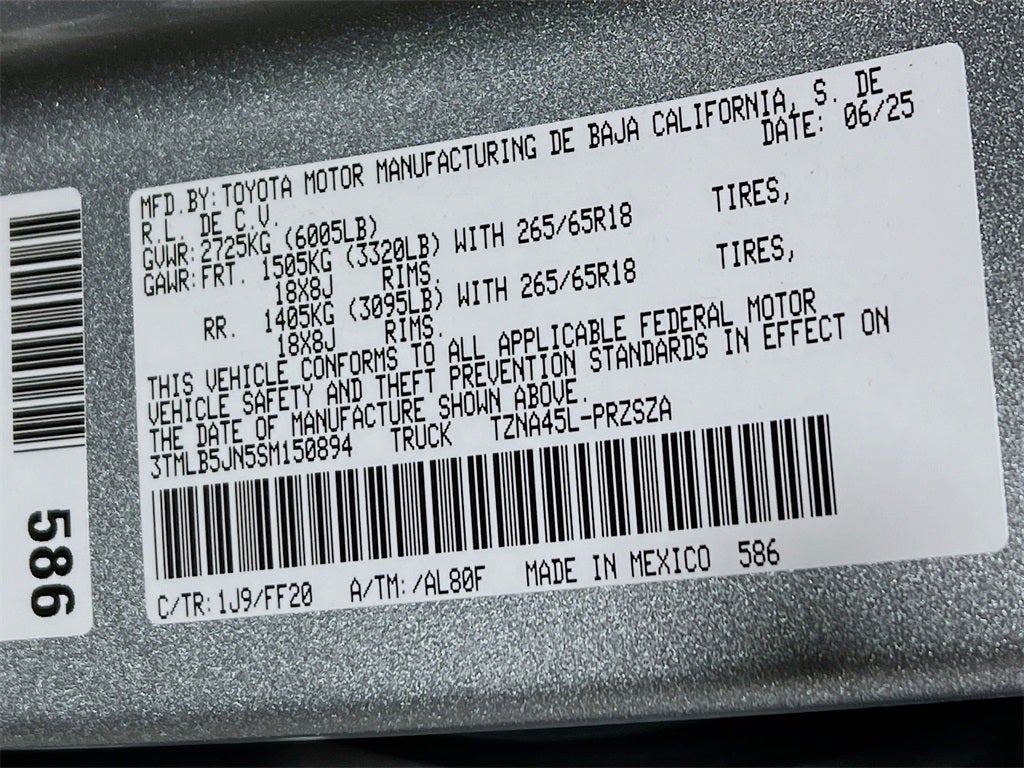 MFD.BY:TOYOTA MOTOR MANUFACTURING DE BAJA CALIFORNIA, S. DE
R.L. DE C.V. DATE: 06/25
GVWR:2725KG (6005LB)
GAWR:FRT. 1505KG (3320LB) WITH 265/65R18 TIRES,
18X8J RIMS.
RR. 1405KG (3095LB) WITH 265/65R18 TIRES,
18X8J RIMS.
THIS VEHICLE CONFORMS TO ALL APPLICABLE FEDERAL MOTOR
VEHICLE SAFETY AND THEFT PREVENTION STANDARDS IN EFFECT ON
THE DATE OF MANUFACTURE SHOWN ABOVE.
3TMLB5JN5SM150894 TRUCK TZNA45L-PRZSZA
C/TR:1J9/FF20 A/TM:/AL80F MADE IN MEXICO 586
586